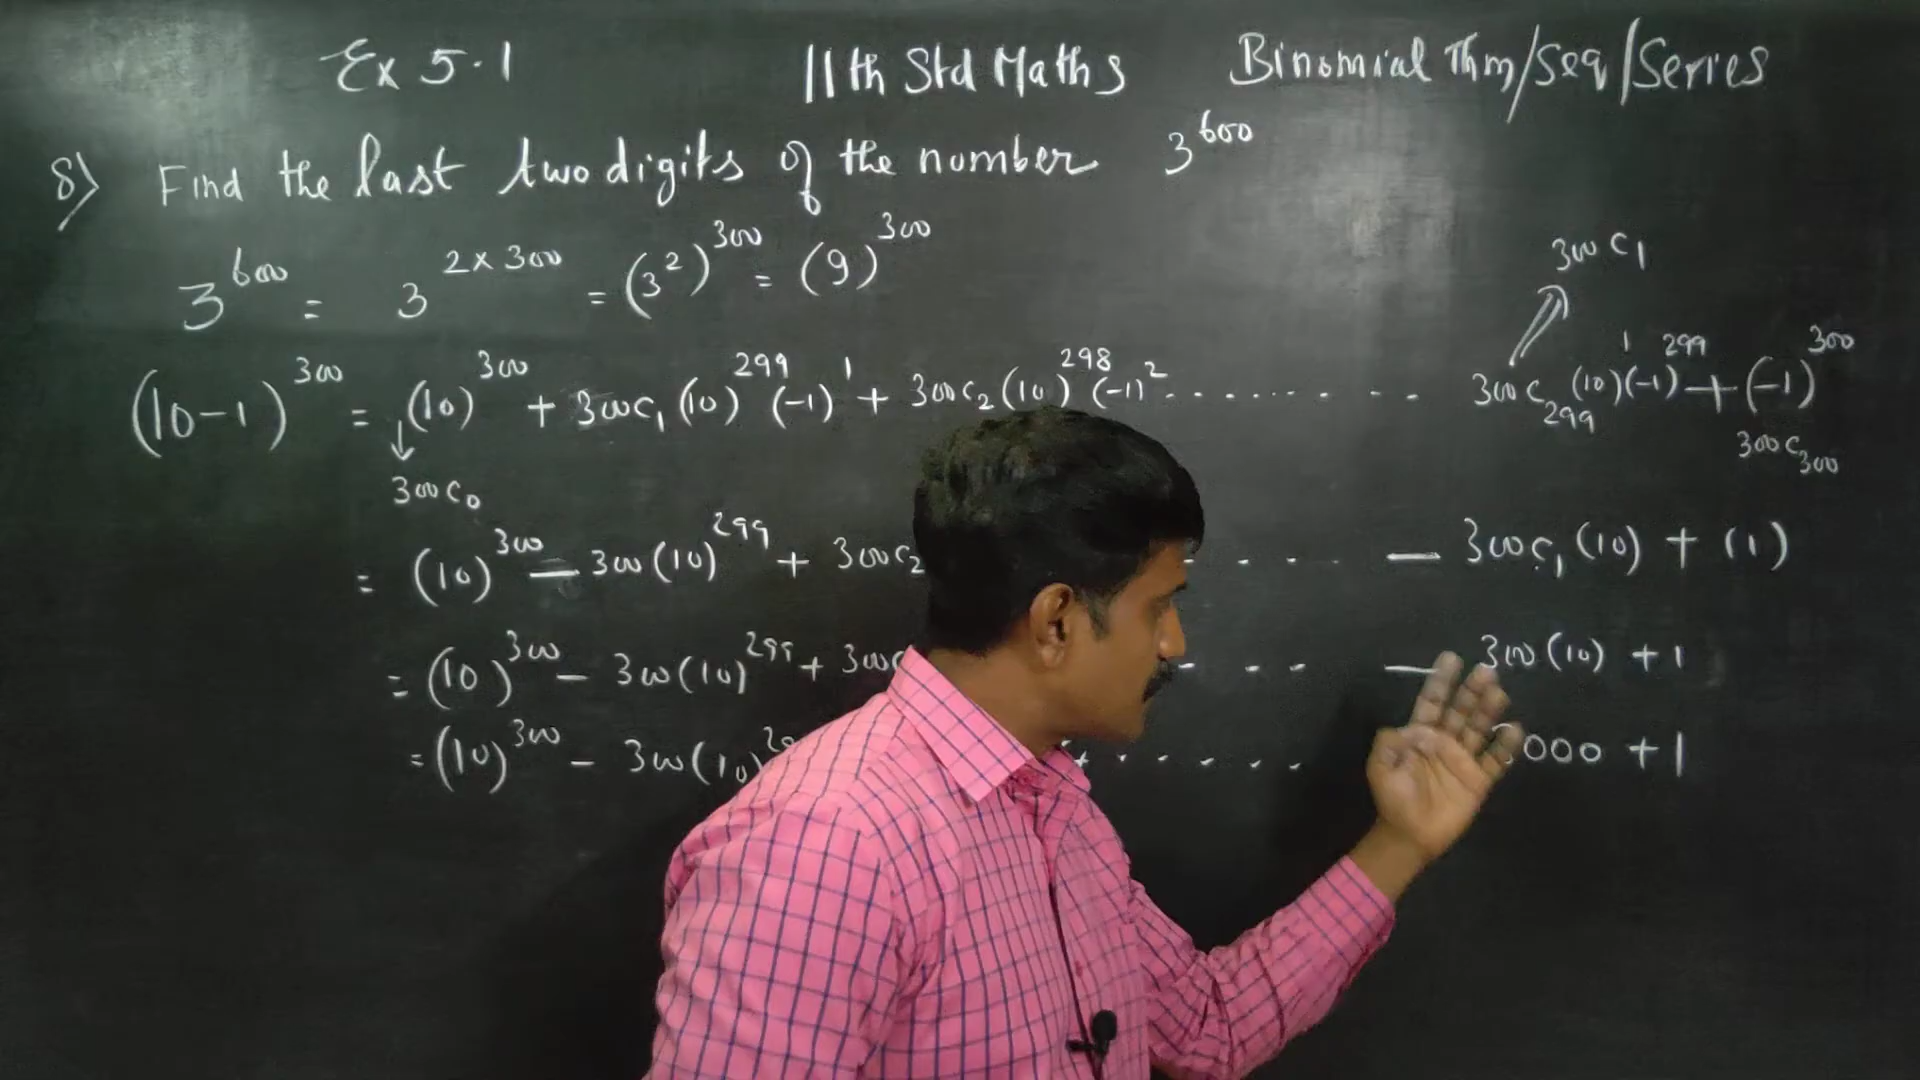 Ex 5.1 11th Std Maths Binomial Thm/Seq/Series
8) Find the last two digits of the number 3^600
3^600 = 3^(2×300) = (3^2)^300 = (9)^300
300C₁
(10-1)^300 = (10)^300 + 300C₁(10)^299(-1)^1 + 300C₂(10)^298(-1)^2 ........ 300C₂₉₉(10)^1(-1)^299 + (-1)^300
300C₀ 300C₃₀₀
= (10)^300 — 300(10)^299 + 300C₂ .... — 300C₁(10) + (1)
= (10)^300 — 300(10)^299 + 300C - - - — 300(10) + 1
= (10)^300 — 300(10) + ...... 3000 + 1